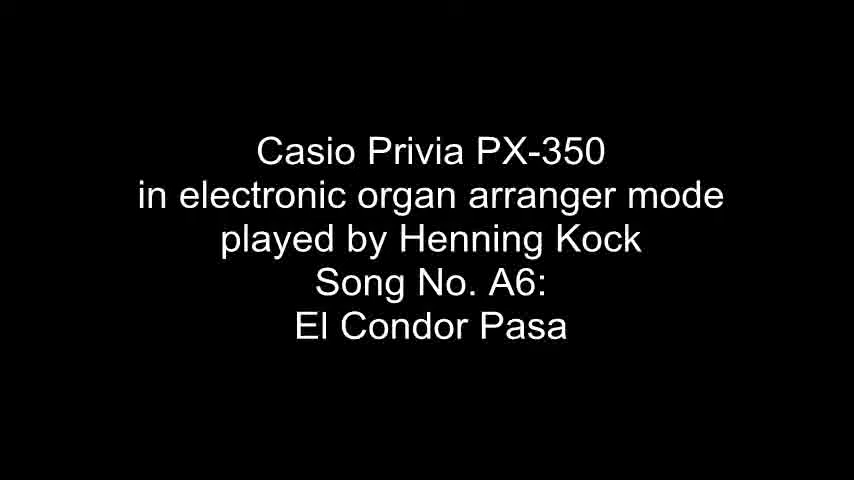 Casio Privia PX-350
in electronic organ arranger mode
played by Henning Kock
Song No. A6:
El Condor Pasa